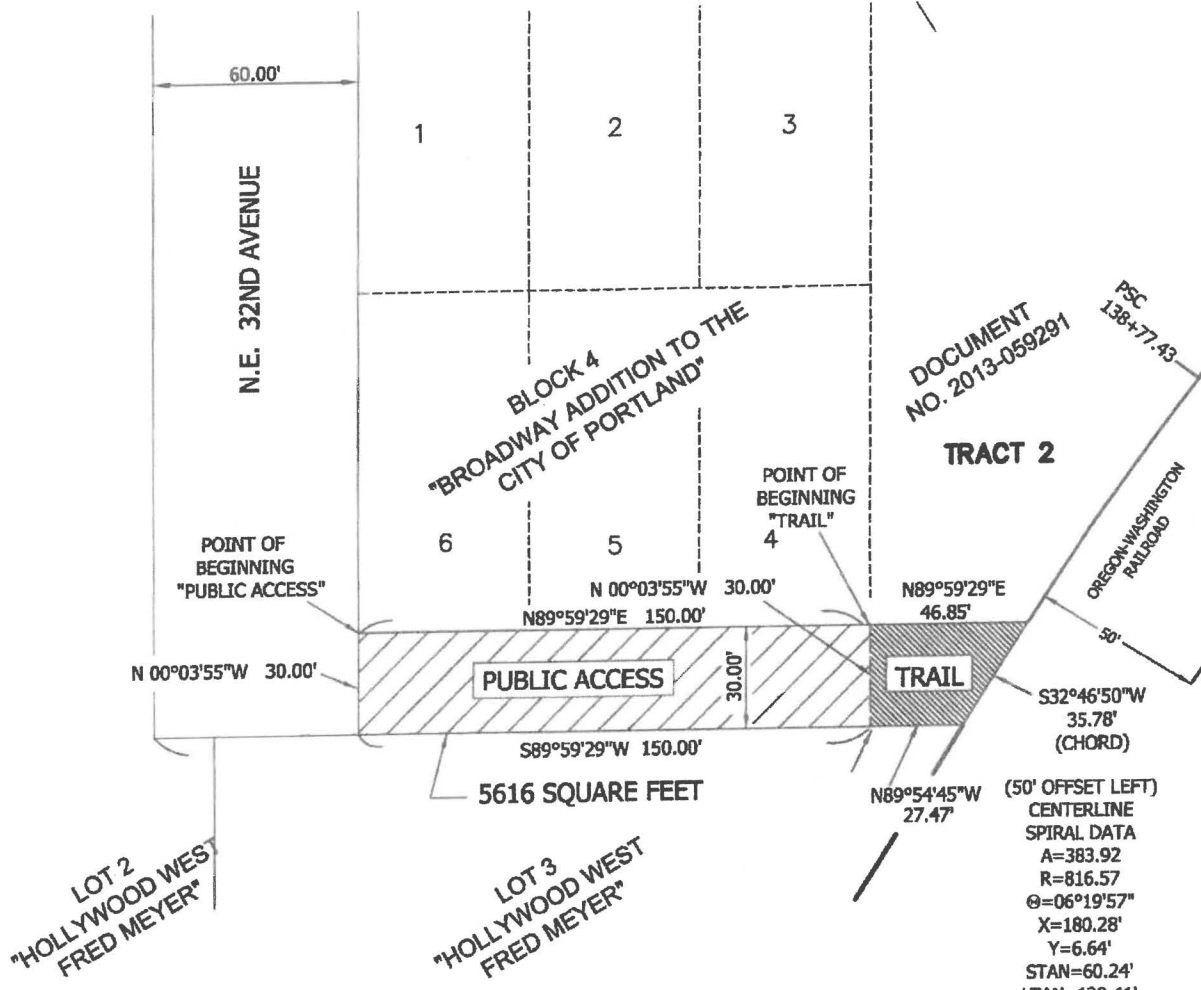 60.00'
1
2
3
N.E. 32ND AVENUE
BLOCK 4
"BROADWAY ADDITION TO THE
CITY OF PORTLAND"
DOCUMENT
NO. 2013-059291
PSC
138+77.43
TRACT 2
OREGON-WASHINGTON
RAILROAD
50'
POINT OF
BEGINNING
"TRAIL"
6
5
4
POINT OF
BEGINNING
"PUBLIC ACCESS"
N 00°03'55"W 30.00'
N89°59'29"E 150.00'
N89°59'29"E
46.85'
N 00°03'55"W 30.00'
PUBLIC ACCESS
30.00'
TRAIL
S32°46'50"W
35.78'
(CHORD)
S89°59'29"W 150.00'
5616 SQUARE FEET
N89°54'45"W
27.47'
(50' OFFSET LEFT)
CENTERLINE
SPIRAL DATA
A=383.92
R=816.57
Θ=06°19'57"
X=180.28'
Y=6.64'
STAN=60.24'
LOT 2
"HOLLYWOOD WEST
FRED MEYER"
LOT 3
"HOLLYWOOD WEST
FRED MEYER"